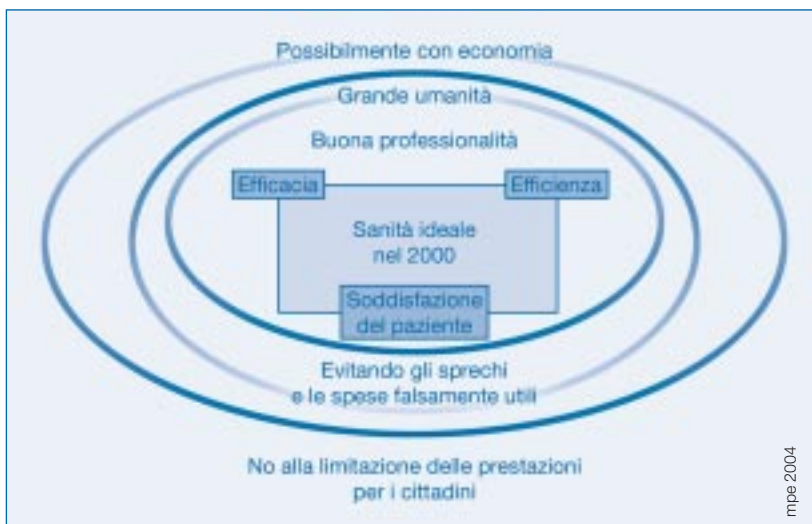 Possibilmente con economia
Grande umanità
Buona professionalità
Efficacia
Efficienza
Sanità ideale
nel 2000
Soddisfazione
del paziente
Evitando gli sprechi
e le spese falsamente utili
No alla limitazione delle prestazioni
per i cittadini
mpe 2004